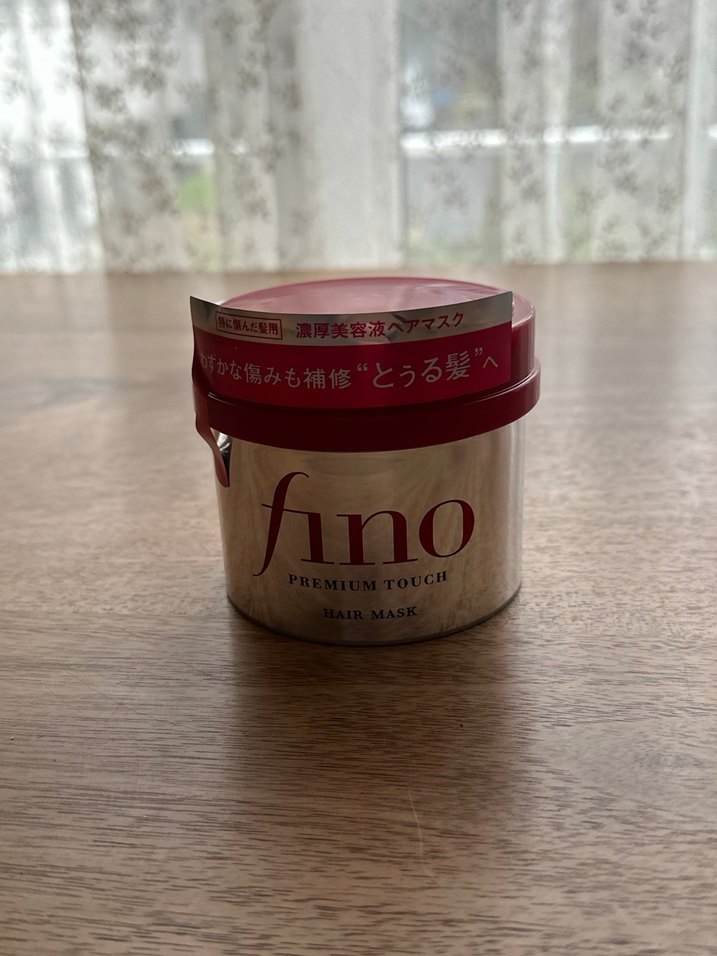 特に傷んだ髪用 濃厚美容液ヘアマスク
わずかな傷みも補修“とぅる髪”へ
fino
PREMIUM TOUCH
HAIR MASK